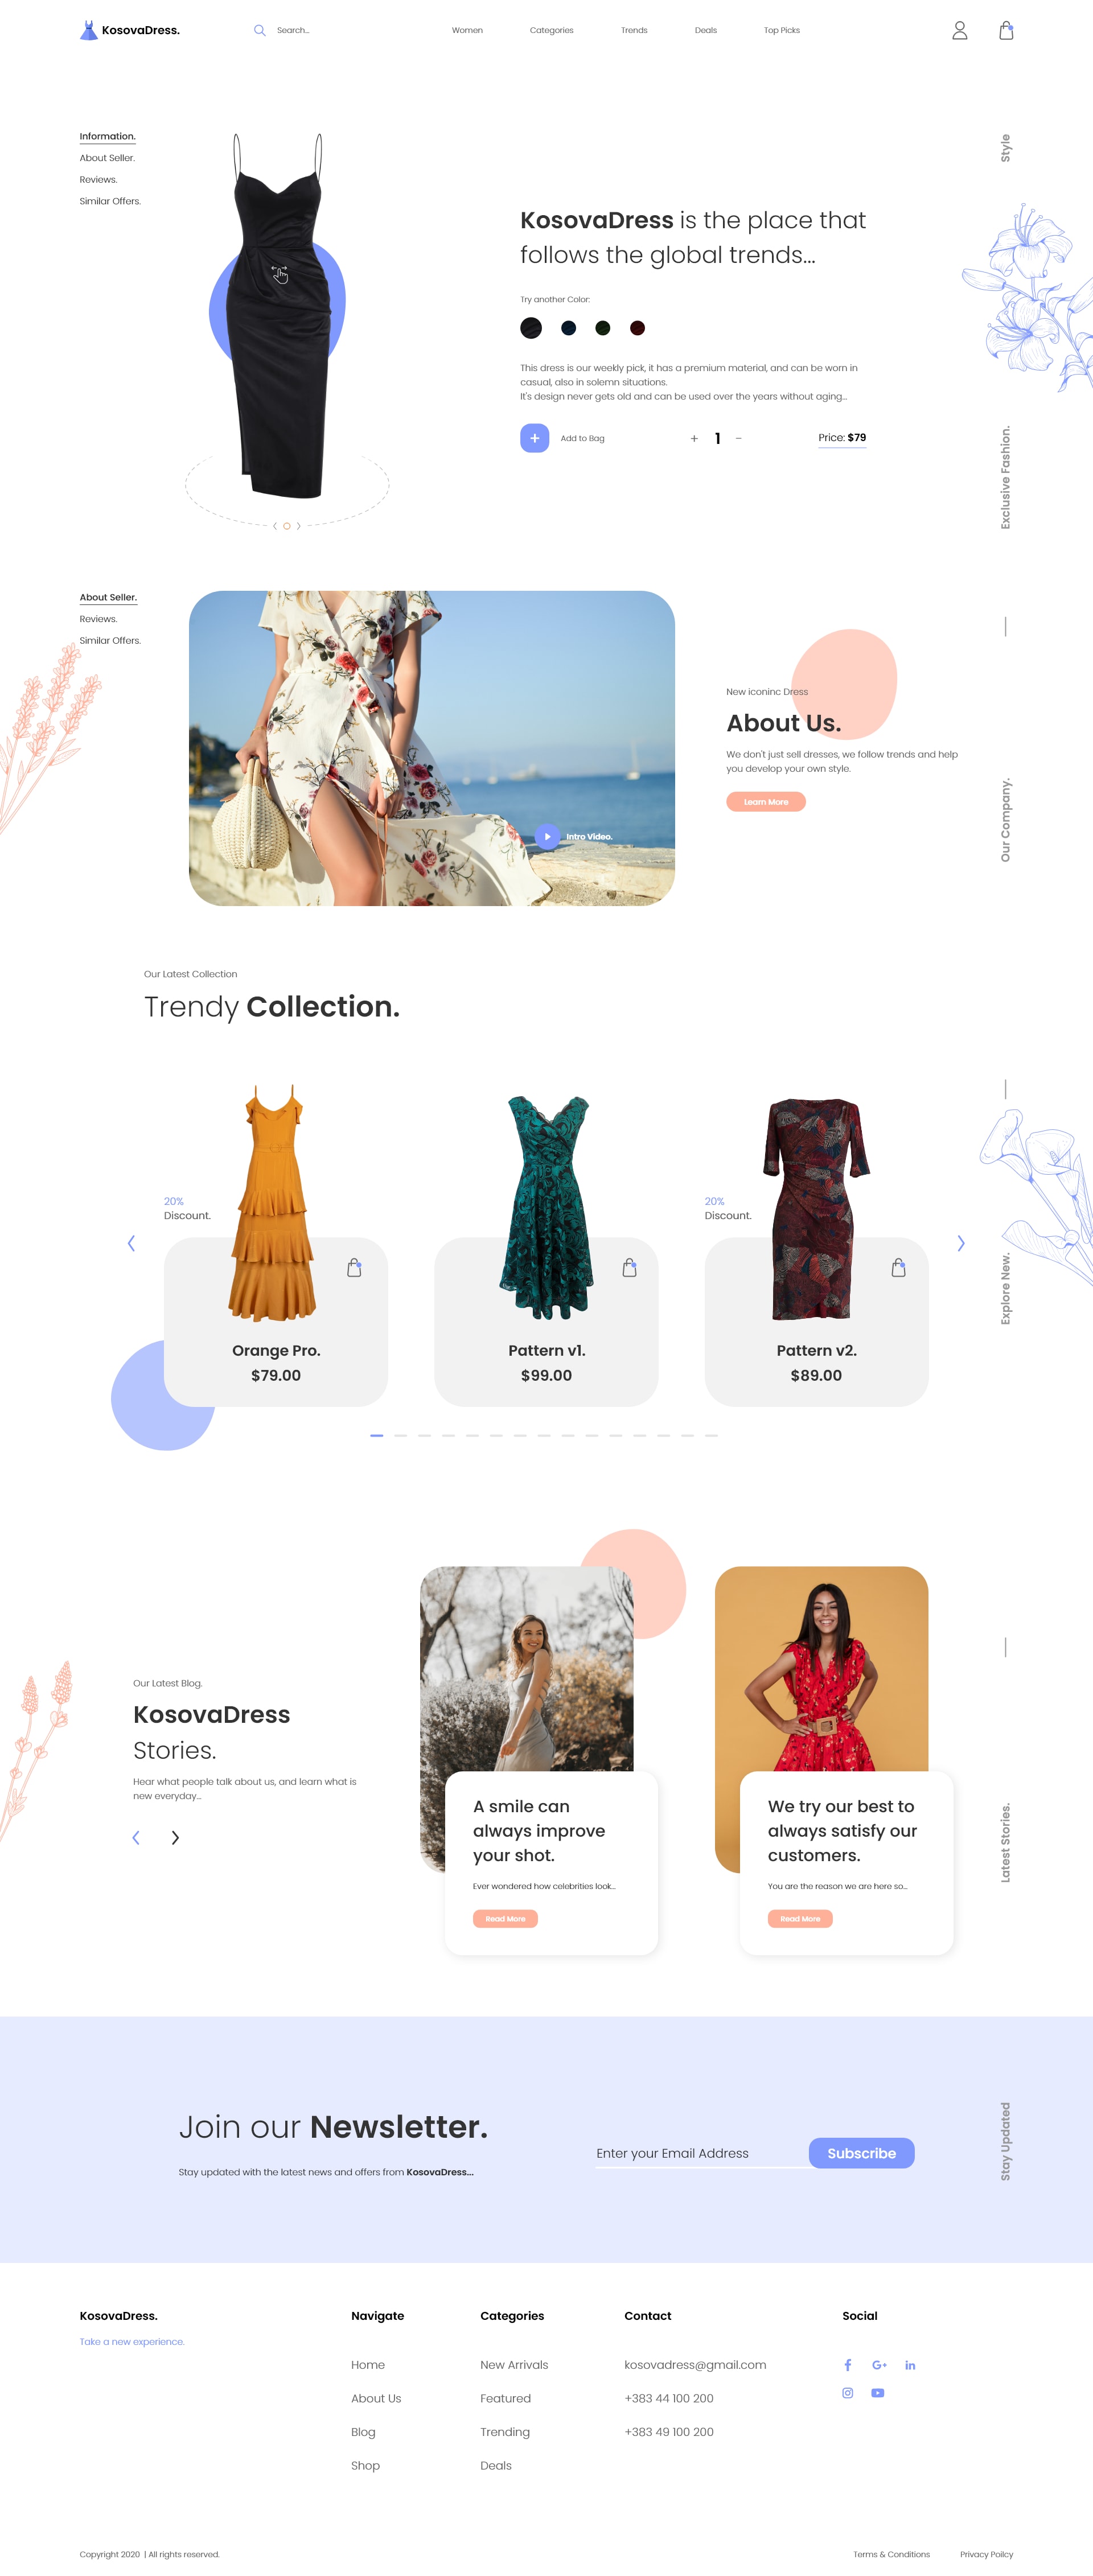 KosovaDress.
Search...
Women
Categories
Trends
Deals
Top Picks
Information.
About Seller.
Reviews.
Similar Offers.
Style
KosovaDress is the place that
follows the global trends...
Try another Color:
This dress is our weekly pick, it has a premium material, and can be worn in
casual, also in solemn situations.
It's design never gets old and can be used over the years without aging...
+
Add to Bag
+ 1 −
Price: $79
Exclusive Fashion.
About Seller.
Reviews.
Similar Offers.
Intro Video.
New iconinc Dress
About Us.
We don't just sell dresses, we follow trends and help
you develop your own style.
Learn More
Our Company.
Our Latest Collection
Trendy Collection.
20%
Discount.
Orange Pro.
$79.00
Pattern v1.
$99.00
20%
Discount.
Pattern v2.
$89.00
Explore New.
Our Latest Blog.
KosovaDress
Stories.
Hear what people talk about us, and learn what is
new everyday...
A smile can
always improve
your shot.
Ever wondered how celebrities look...
Read More
We try our best to
always satisfy our
customers.
You are the reason we are here so...
Read More
Latest Stories.
Join our Newsletter.
Stay updated with the latest news and offers from KosovaDress...
Enter your Email Address
Subscribe
Stay Updated
KosovaDress.
Take a new experience.
Navigate
Home
About Us
Blog
Shop
Categories
New Arrivals
Featured
Trending
Deals
Contact
kosovadress@gmail.com
+383 44 100 200
+383 49 100 200
Social
Copyright 2020 | All rights reserved.
Terms & Conditions
Privacy Poilcy